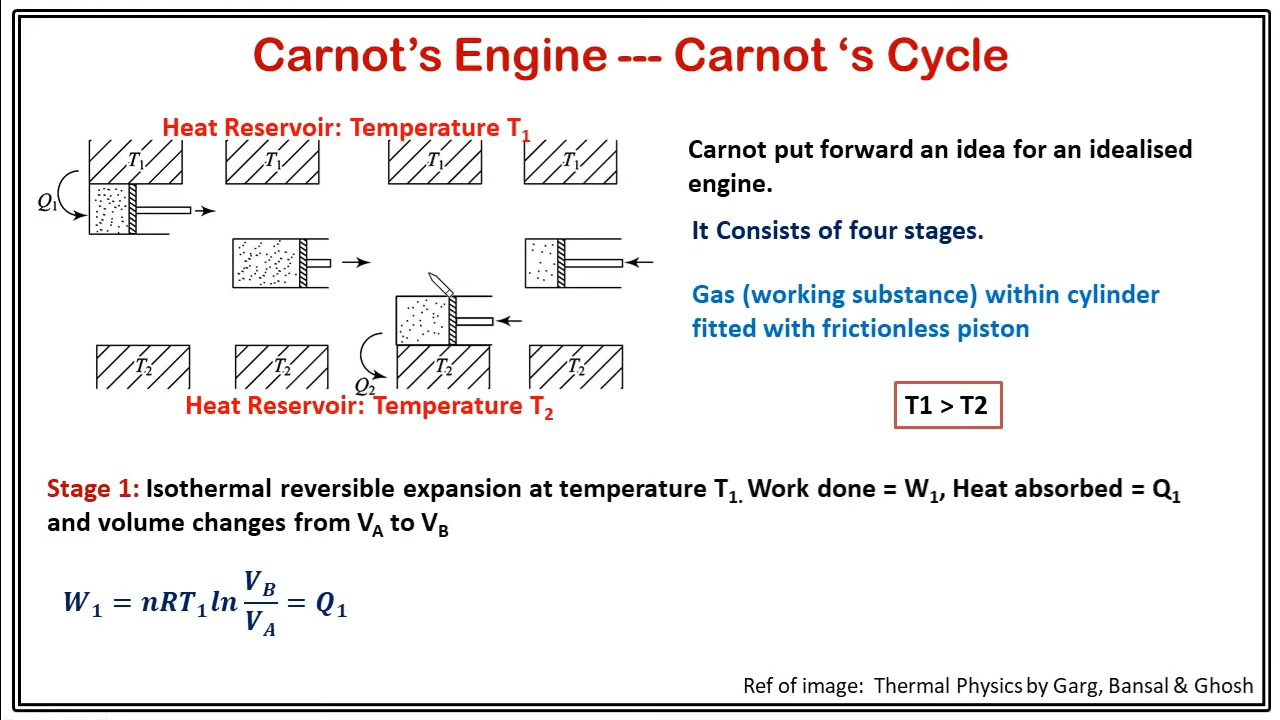 Carnot’s Engine --- Carnot ‘s Cycle
Heat Reservoir: Temperature T₁
T₁ T₁ T₁ T₁
Q₁
Q₂
T₂ T₂ T₂ T₂
Heat Reservoir: Temperature T₂
Carnot put forward an idea for an idealised
engine.
It Consists of four stages.
Gas (working substance) within cylinder
fitted with frictionless piston
T1 > T2
Stage 1: Isothermal reversible expansion at temperature T₁. Work done = W₁, Heat absorbed = Q₁
and volume changes from V_A to V_B
W₁ = nRT₁ ln V_B/V_A = Q₁
Ref of image: Thermal Physics by Garg, Bansal & Ghosh